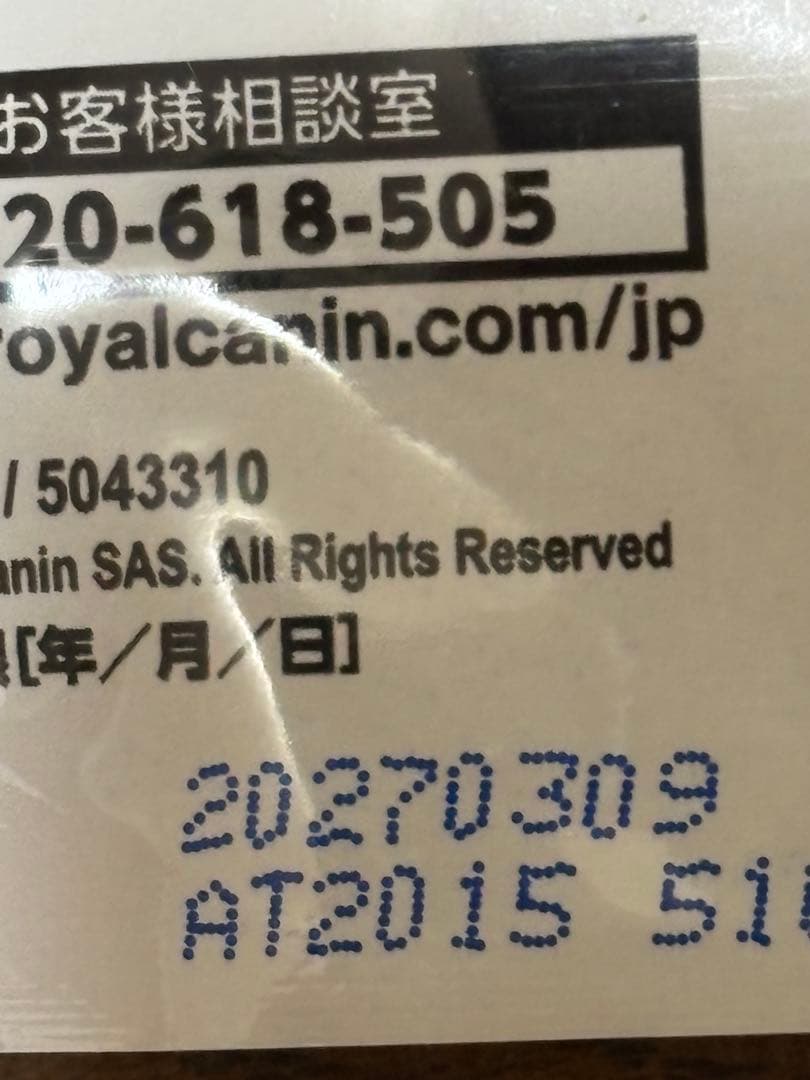 お客様相談室
20-618-505
royalcanin.com/jp
/ 5043310
anin SAS. All Rights Reserved
[年／月／日]
20270309
AT2015 51